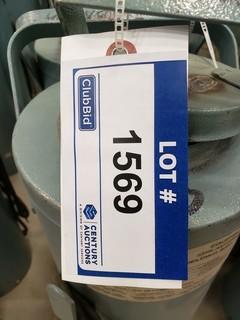 LOT #
1569
ClubBid
CENTURY
AUCTIONS